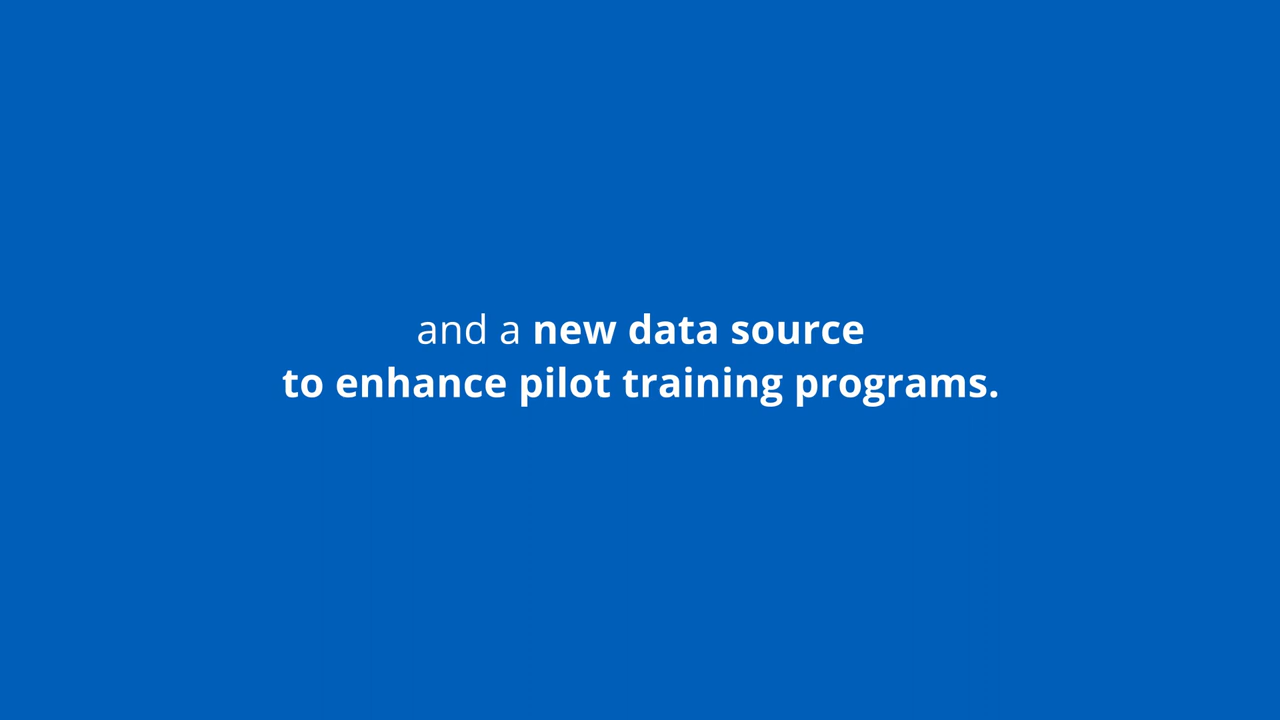 and a new data source
to enhance pilot training programs.